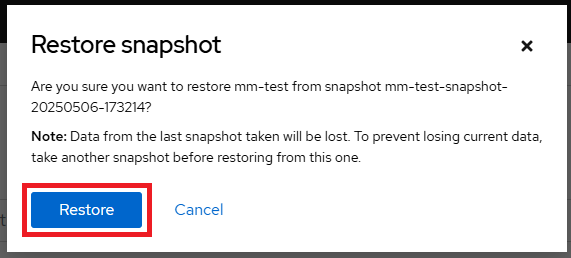 Restore snapshot
Are you sure you want to restore mm-test from snapshot mm-test-snapshot-
20250506-173214?
Note: Data from the last snapshot taken will be lost. To prevent losing current data,
take another snapshot before restoring from this one.
Restore
Cancel